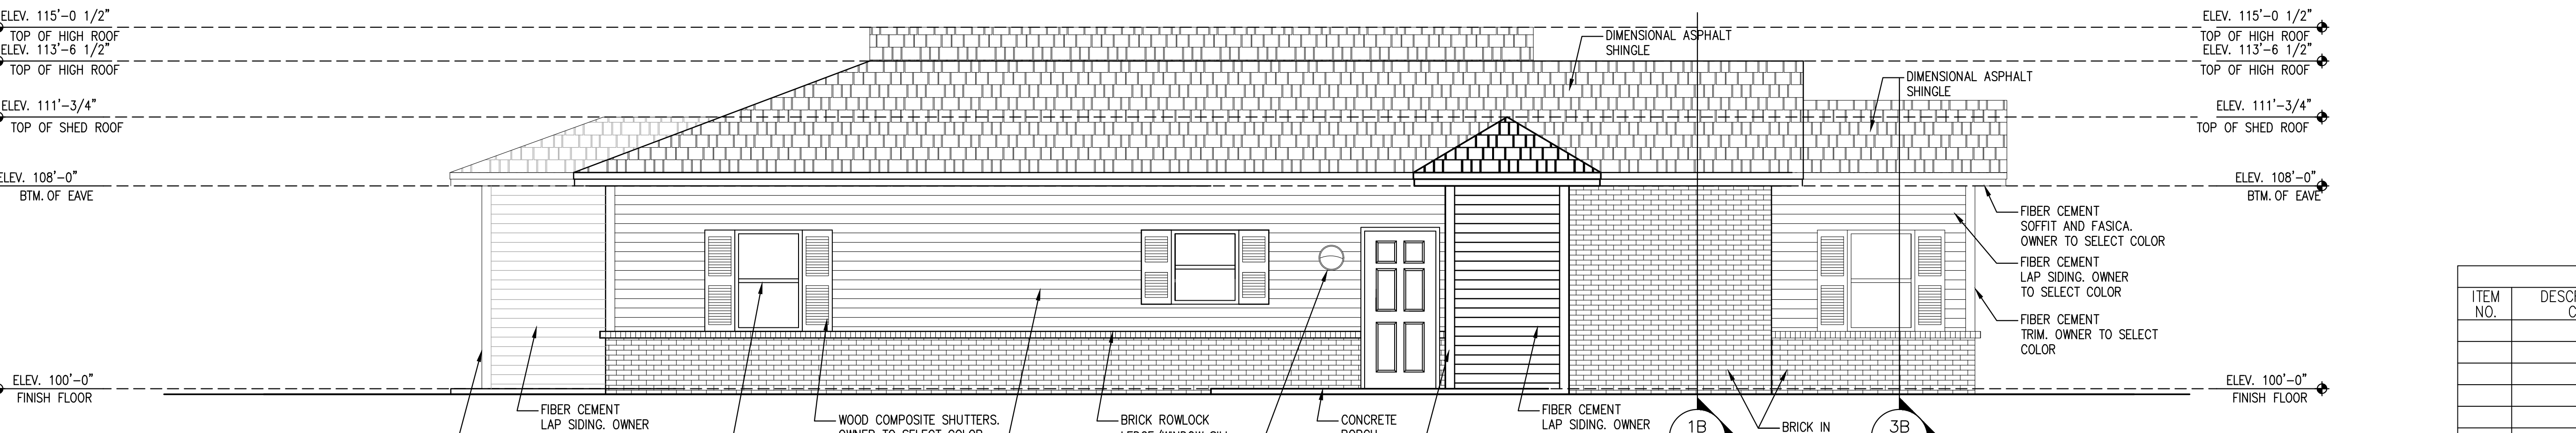 ELEV. 115'-0 1/2"
TOP OF HIGH ROOF
ELEV. 113'-6 1/2"
TOP OF HIGH ROOF
ELEV. 111'-3/4"
TOP OF SHED ROOF
ELEV. 108'-0"
BTM. OF EAVE
ELEV. 100'-0"
FINISH FLOOR
DIMENSIONAL ASPHALT
SHINGLE
DIMENSIONAL ASPHALT
SHINGLE
ELEV. 115'-0 1/2"
TOP OF HIGH ROOF
ELEV. 113'-6 1/2"
TOP OF HIGH ROOF
ELEV. 111'-3/4"
TOP OF SHED ROOF
ELEV. 108'-0"
BTM. OF EAVE
ELEV. 100'-0"
FINISH FLOOR
FIBER CEMENT
SOFFIT AND FASICA.
OWNER TO SELECT COLOR
FIBER CEMENT
LAP SIDING. OWNER
TO SELECT COLOR
FIBER CEMENT
TRIM. OWNER TO SELECT
COLOR
FIBER CEMENT
LAP SIDING. OWNER
WOOD COMPOSITE SHUTTERS.
OWNER TO SELECT COLOR
BRICK ROWLOCK
CONCRETE
PORCH
FIBER CEMENT
LAP SIDING. OWNER
1B
BRICK IN
3B
ITEM
NO.